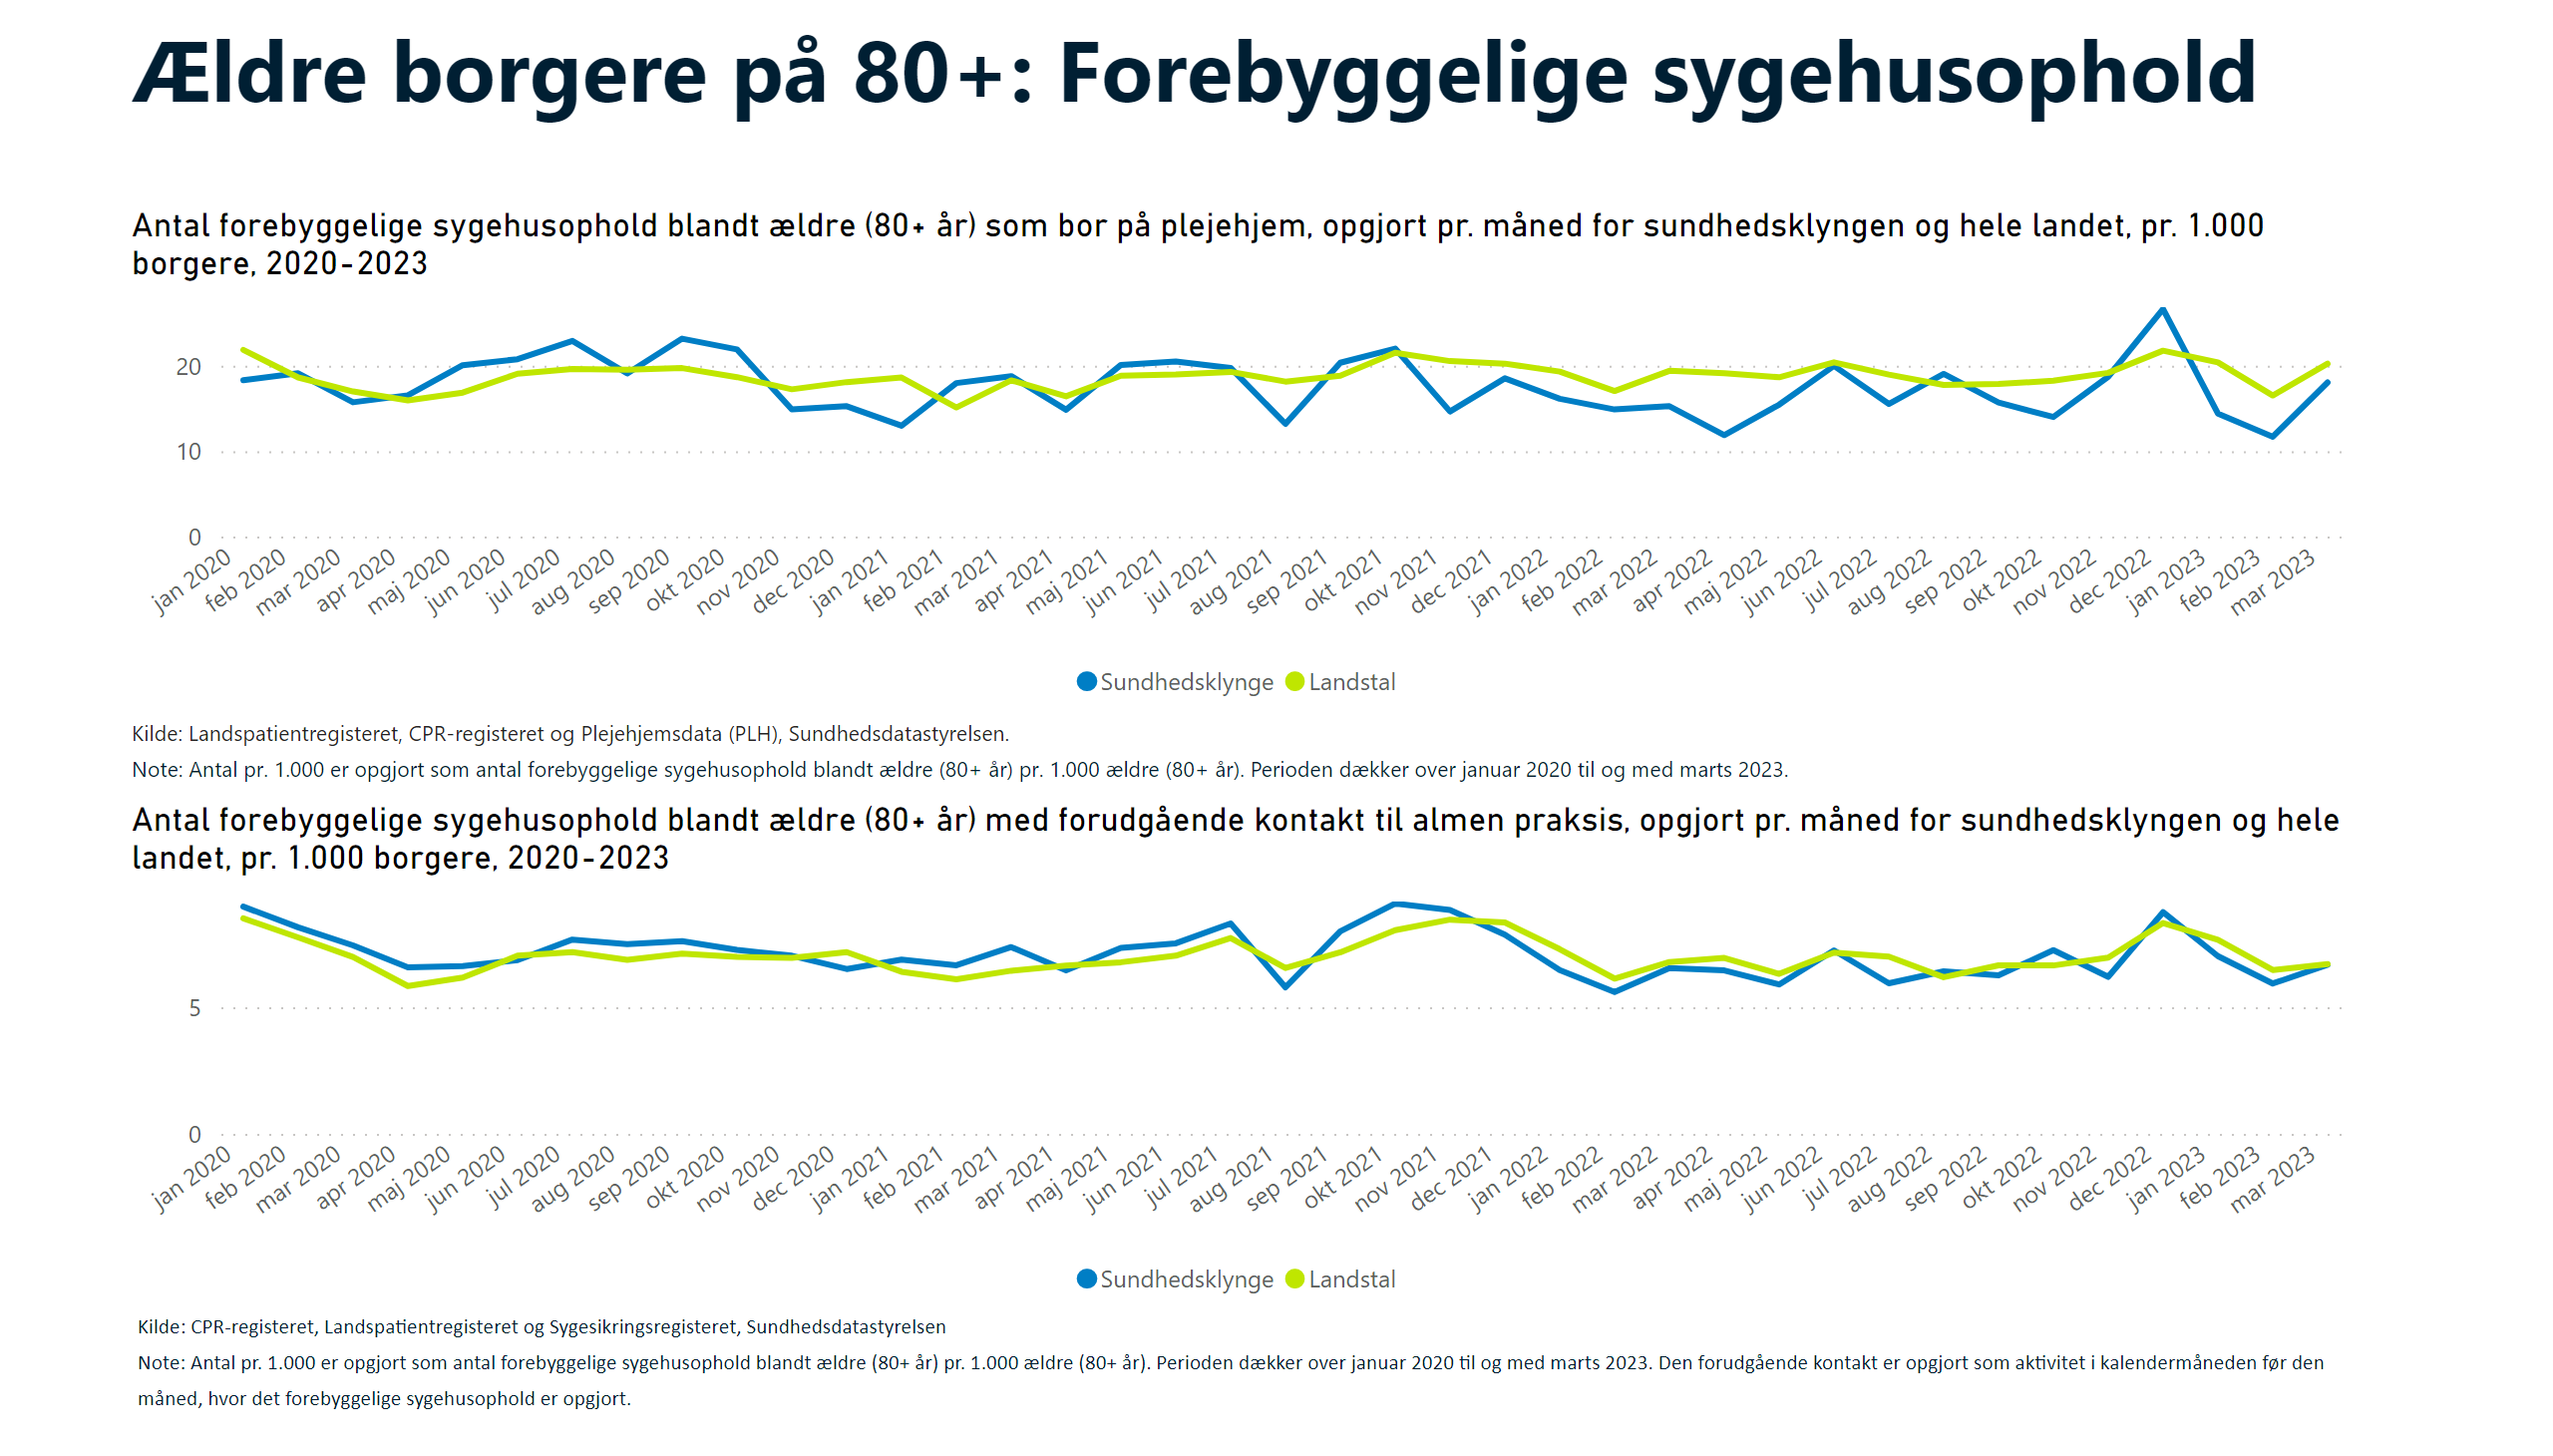 Ældre borgere på 80+: Forebyggelige sygehusophold
Antal forebyggelige sygehusophold blandt ældre (80+ år) som bor på plejehjem, opgjort pr. måned for sundhedsklyngen og hele landet, pr. 1.000
borgere, 2020-2023
20
10
0
jan 2020 feb 2020 mar 2020 apr 2020 maj 2020 jun 2020 jul 2020 aug 2020 sep 2020 okt 2020 nov 2020 dec 2020 jan 2021 feb 2021 mar 2021 apr 2021 maj 2021 jun 2021 jul 2021 aug 2021 sep 2021 okt 2021 nov 2021 dec 2021 jan 2022 feb 2022 mar 2022 apr 2022 maj 2022 jun 2022 jul 2022 aug 2022 sep 2022 okt 2022 nov 2022 dec 2022 jan 2023 feb 2023 mar 2023
Sundhedsklynge Landstal
Kilde: Landspatientregisteret, CPR-registeret og Plejehjemsdata (PLH), Sundhedsdatastyrelsen.
Note: Antal pr. 1.000 er opgjort som antal forebyggelige sygehusophold blandt ældre (80+ år) pr. 1.000 ældre (80+ år). Perioden dækker over januar 2020 til og med marts 2023.
Antal forebyggelige sygehusophold blandt ældre (80+ år) med forudgående kontakt til almen praksis, opgjort pr. måned for sundhedsklyngen og hele
landet, pr. 1.000 borgere, 2020-2023
5
0
jan 2020 feb 2020 mar 2020 apr 2020 maj 2020 jun 2020 jul 2020 aug 2020 sep 2020 okt 2020 nov 2020 dec 2020 jan 2021 feb 2021 mar 2021 apr 2021 maj 2021 jun 2021 jul 2021 aug 2021 sep 2021 okt 2021 nov 2021 dec 2021 jan 2022 feb 2022 mar 2022 apr 2022 maj 2022 jun 2022 jul 2022 aug 2022 sep 2022 okt 2022 nov 2022 dec 2022 jan 2023 feb 2023 mar 2023
Sundhedsklynge Landstal
Kilde: CPR-registeret, Landspatientregisteret og Sygesikringsregisteret, Sundhedsdatastyrelsen
Note: Antal pr. 1.000 er opgjort som antal forebyggelige sygehusophold blandt ældre (80+ år) pr. 1.000 ældre (80+ år). Perioden dækker over januar 2020 til og med marts 2023. Den forudgående kontakt er opgjort som aktivitet i kalendermåneden før den
måned, hvor det forebyggelige sygehusophold er opgjort.